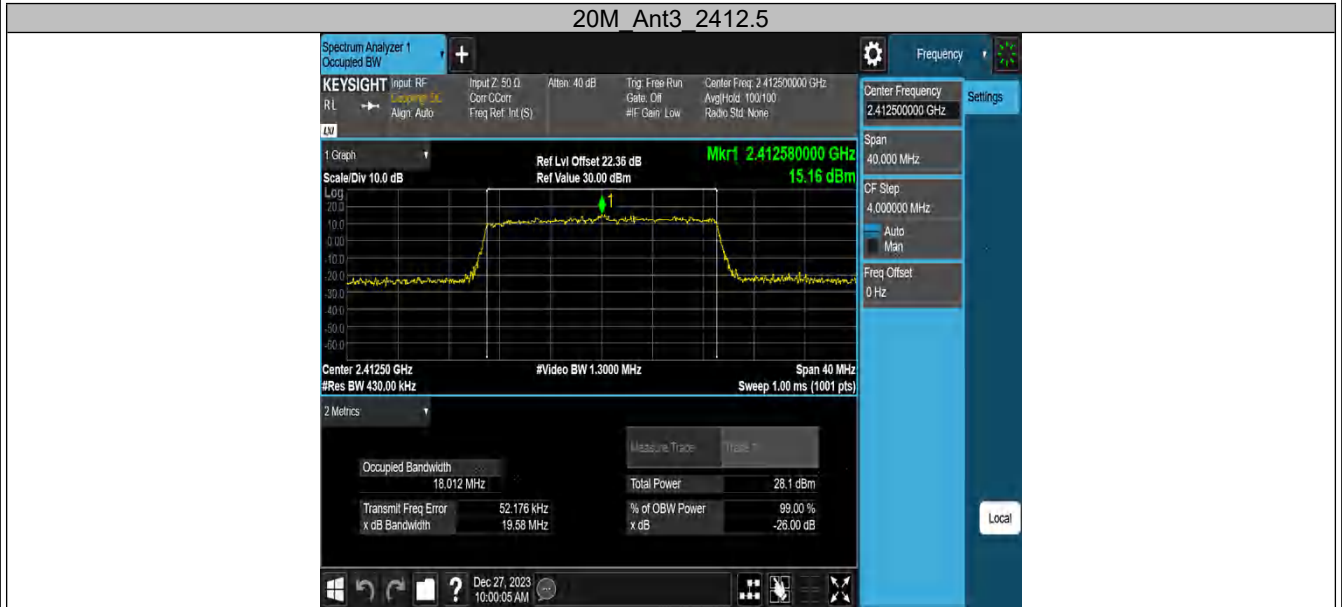 20M_Ant3_2412.5
Spectrum Analyzer 1
Occupied BW
+
Frequency
KEYSIGHT
Input: RF
Input Z: 50 Ω
Atten: 40 dB
Trig: Free Run
Center Freq: 2.412500000 GHz
RL
Coupling: DC
Corr CCorr
Gate: Off
Avg|Hold: 100/100
Align: Auto
Freq Ref: Int (S)
#IF Gain: Low
Radio Std: None
LXI
Center Frequency
2.412500000 GHz
Settings
Span
40.000 MHz
CF Step
4.000000 MHz
Auto
Man
Freq Offset
0 Hz
1 Graph
Ref Lvl Offset 22.36 dB
Mkr1 2.412580000 GHz
Scale/Div 10.0 dB
Ref Value 30.00 dBm
15.16 dBm
Log
1
20.0
10.0
0.00
-10.0
-20.0
-30.0
-40.0
-50.0
-60.0
Center 2.41250 GHz
#Video BW 1.3000 MHz
Span 40 MHz
#Res BW 430.00 kHz
Sweep 1.00 ms (1001 pts)
2 Metrics
Measure Trace
Trace 1
Occupied Bandwidth
18.012 MHz
Total Power
28.1 dBm
Transmit Freq Error
52.176 kHz
% of OBW Power
99.00 %
x dB Bandwidth
19.58 MHz
x dB
-26.00 dB
Local
?
Dec 27, 2023
10:00:05 AM